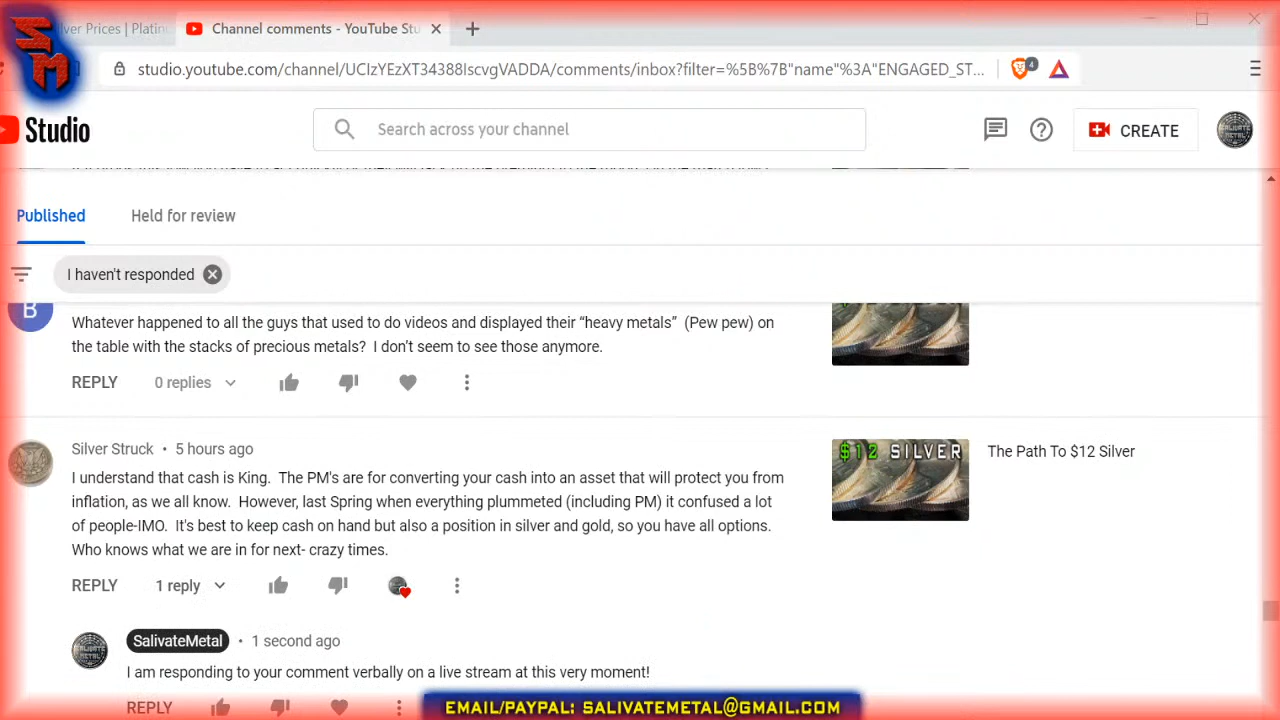 SM
lver Prices | Platinu
Channel comments - YouTube Stu
studio.youtube.com/channel/UCIzYEzXT34388IscvgVADDA/comments/inbox?filter=%5B%7B"name"%3A"ENGAGED_ST...
4
Studio
Search across your channel
CREATE
Published
Held for review
I haven't responded
B
Whatever happened to all the guys that used to do videos and displayed their “heavy metals” (Pew pew) on
the table with the stacks of precious metals? I don’t seem to see those anymore.
REPLY 0 replies
Silver Struck • 5 hours ago
I understand that cash is King. The PM's are for converting your cash into an asset that will protect you from
inflation, as we all know. However, last Spring when everything plummeted (including PM) it confused a lot
of people-IMO. It's best to keep cash on hand but also a position in silver and gold, so you have all options.
Who knows what we are in for next- crazy times.
$12 SILVER
The Path To $12 Silver
REPLY 1 reply
SalivateMetal • 1 second ago
I am responding to your comment verbally on a live stream at this very moment!
REPLY
EMAIL/PAYPAL: SALIVATEMETAL@GMAIL.COM